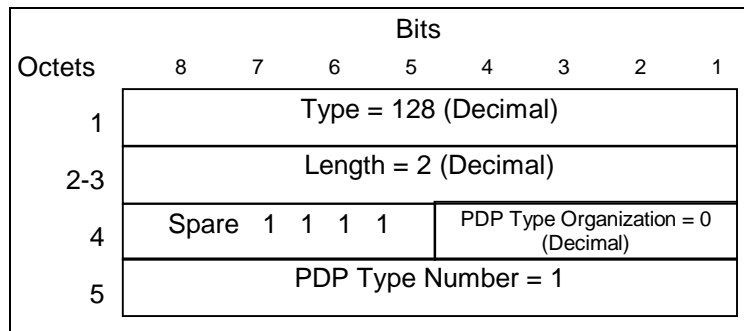 Bits
Octets 8 7 6 5 4 3 2 1
1 Type = 128 (Decimal)
2-3 Length = 2 (Decimal)
4 Spare 1 1 1 1 PDP Type Organization = 0
(Decimal)
5 PDP Type Number = 1